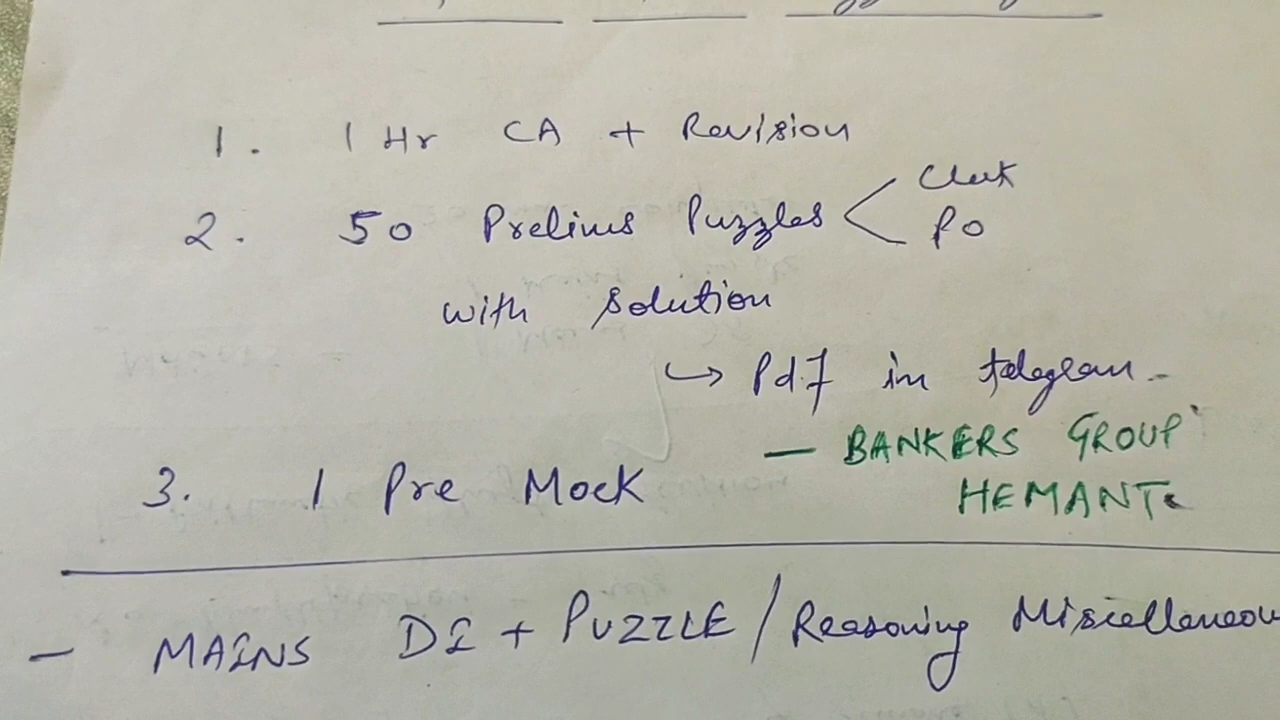 1. 1 Hr CA + Revision
2. 50 Prelims Puzzles < Clerk
PO
with solution
↳ Pdf in telegram.
— BANKERS GROUP
HEMANT
3. 1 Pre Mock
— MAINS DI + PUZZLE / Reasoning Misicellaneou